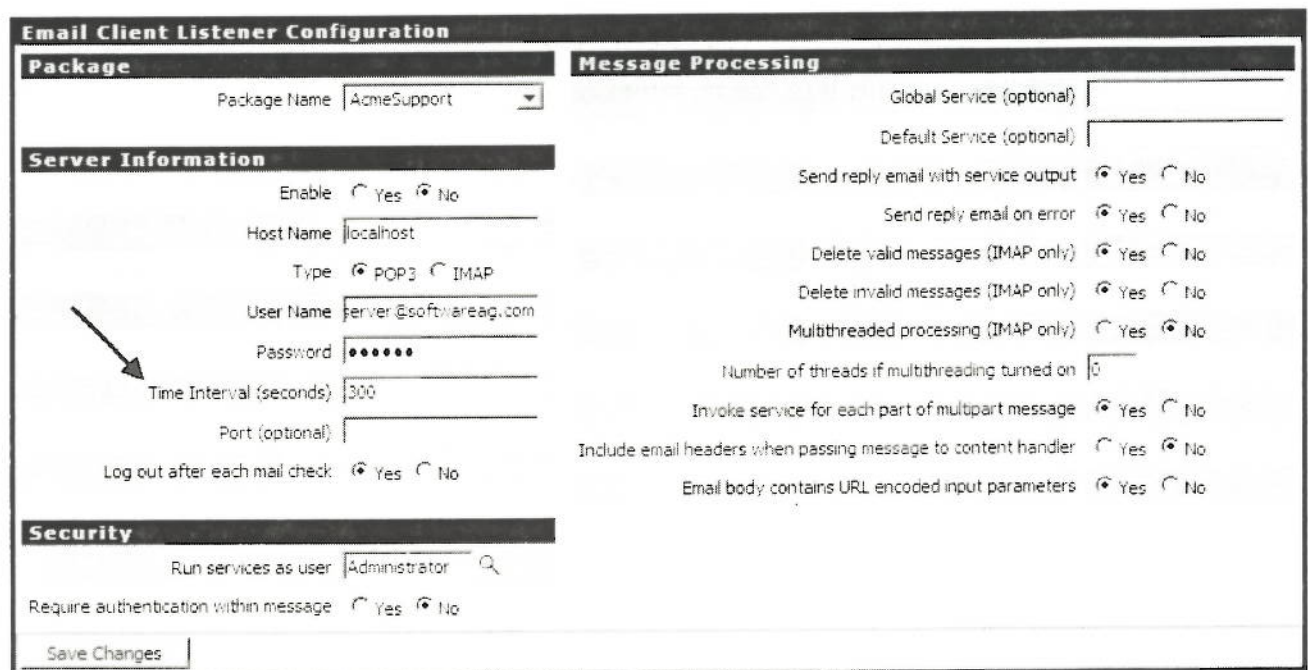 Email Client Listener Configuration
Package
Package Name AcmeSupport
Server Information
Enable Yes No
Host Name localhost
Type POP3 IMAP
User Name server@softwareag.com
Password ••••••
Time Interval (seconds) 300
Port (optional)
Log out after each mail check Yes No
Security
Run services as user Administrator
Require authentication within message Yes No
Save Changes
Message Processing
Global Service (optional)
Default Service (optional)
Send reply email with service output Yes No
Send reply email on error Yes No
Delete valid messages (IMAP only) Yes No
Delete invalid messages (IMAP only) Yes No
Multithreaded processing (IMAP only) Yes No
Number of threads if multithreading turned on 0
Invoke service for each part of multipart message Yes No
Include email headers when passing message to content handler Yes No
Email body contains URL encoded input parameters Yes No